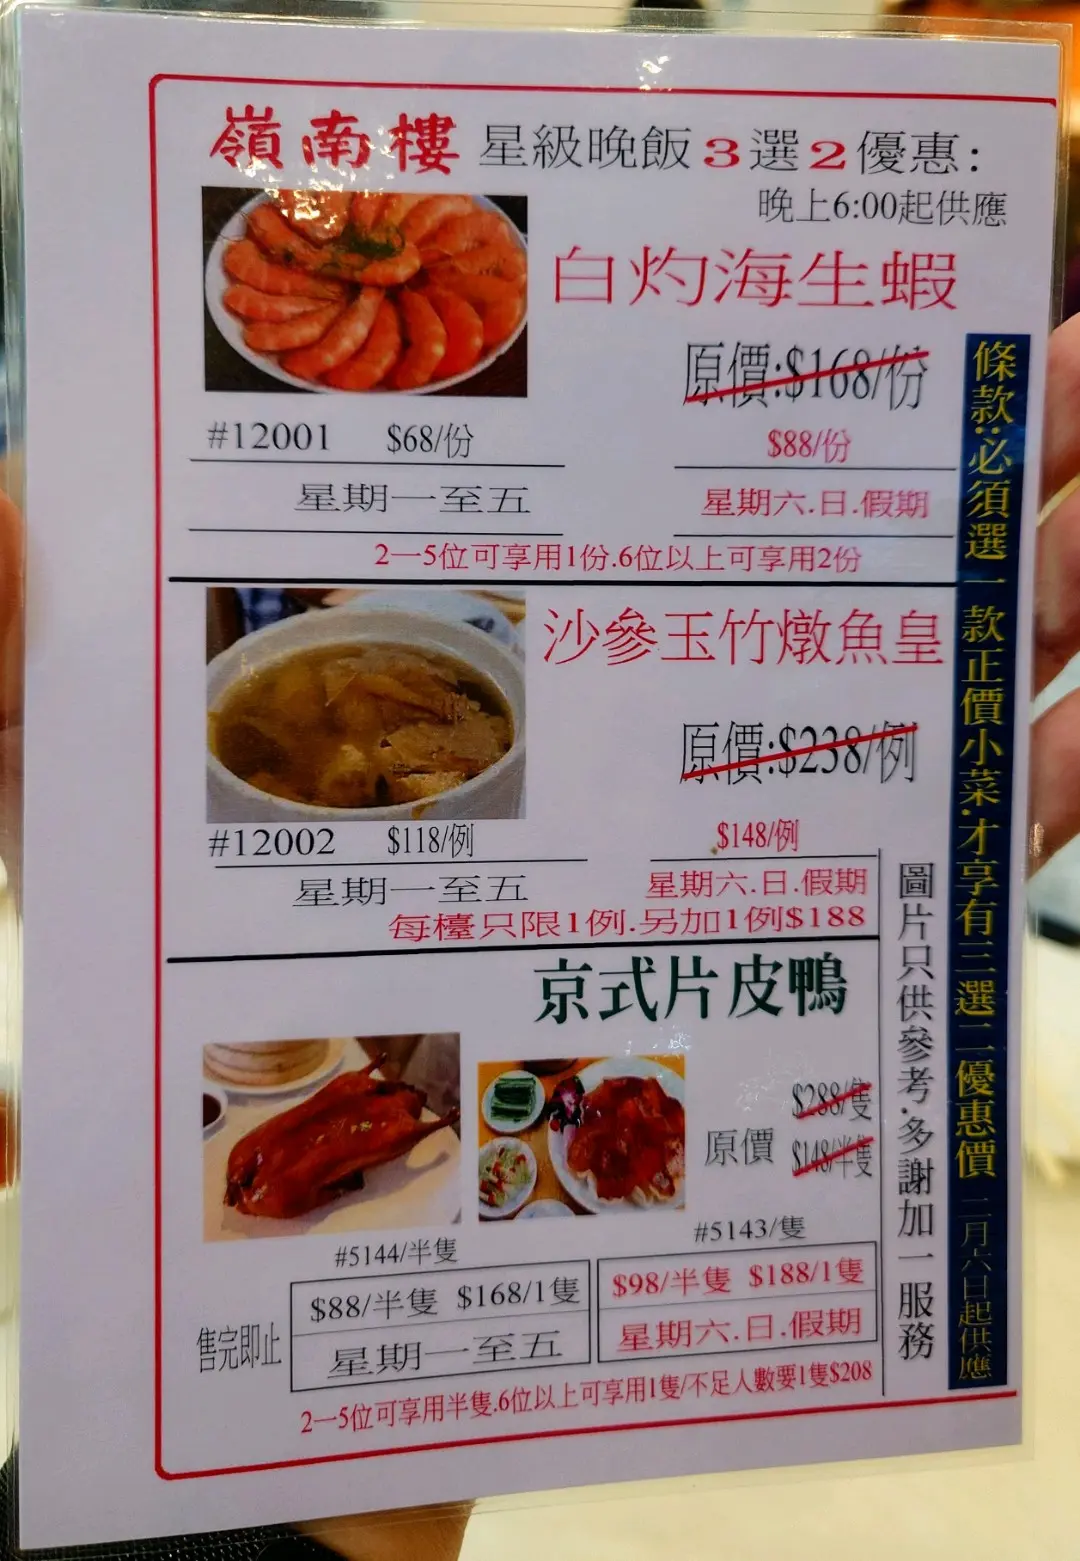 嶺南樓 星級晚飯3選2優惠:
晚上6:00起供應
白灼海生蝦
原價:$168/份
#12001 $68/份
$88/份
星期一至五
星期六.日.假期
2一5位可享用1份.6位以上可享用2份
沙參玉竹燉魚皇
原價:$238/例
#12002 $118/例
$148/例
星期一至五
星期六.日.假期
每檯只限1例.另加1例$188
京式片皮鴨
$288/隻
原價
$148/半隻
#5144/半隻
#5143/隻
$88/半隻 $168/1隻
$98/半隻 $188/1隻
售完即止
星期一至五
星期六.日.假期
2一5位可享用半隻.6位以上可享用1隻/不足人數要1隻$208
圖片只供參考.多謝加一服務
條款:必須選一款正價小菜.才享有三選二優惠價 二月六日起供應